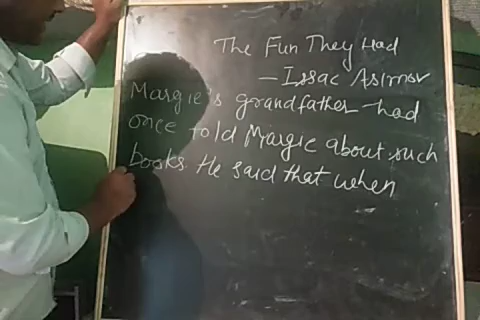 The Fun They Had
— Issac Asimov
Margie's grandfather had
once told Margie about such
books. He said that when